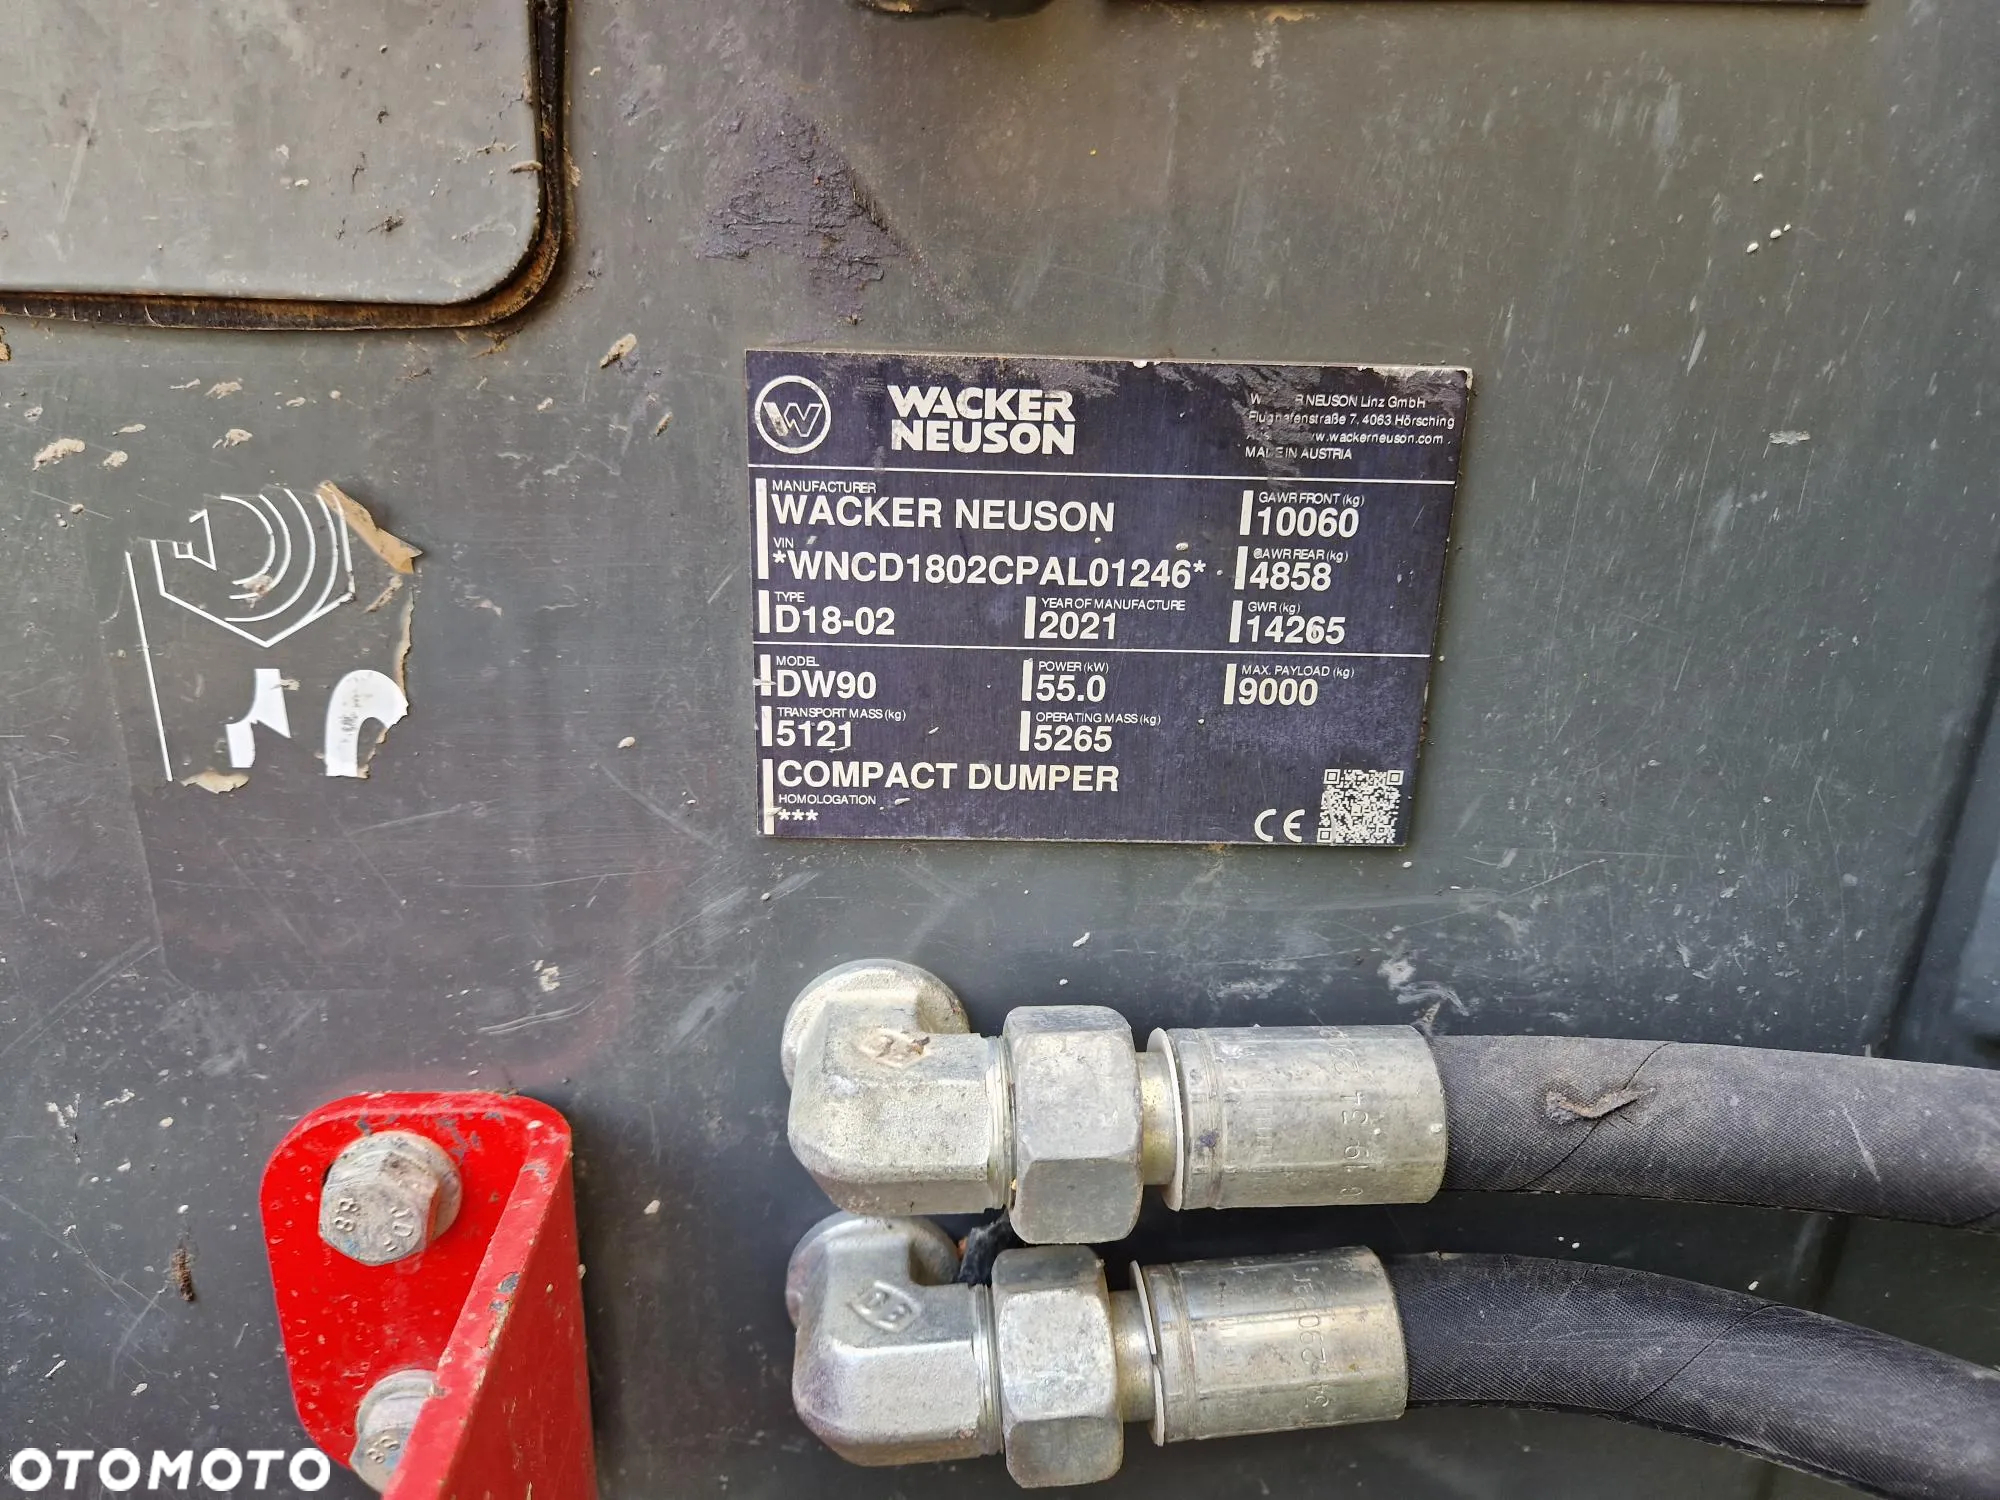 WACKER
NEUSON
NEUSON Linz GmbH
Flughafenstraße 7, 4063 Hörsching
www.wackerneuson.com
MADE IN AUSTRIA
MANUFACTURER
WACKER NEUSON
VIN
*WNCD1802CPAL01246*
TYPE
D18-02
YEAR OF MANUFACTURE
2021
GAWR FRONT (kg)
10060
GAWR REAR (kg)
4858
GWR (kg)
14265
MODEL
DW90
POWER (kW)
55.0
MAX. PAYLOAD (kg)
9000
TRANSPORT MASS (kg)
5121
OPERATING MASS (kg)
5265
COMPACT DUMPER
HOMOLOGATION
***
CE
8.8
OTOMOTO